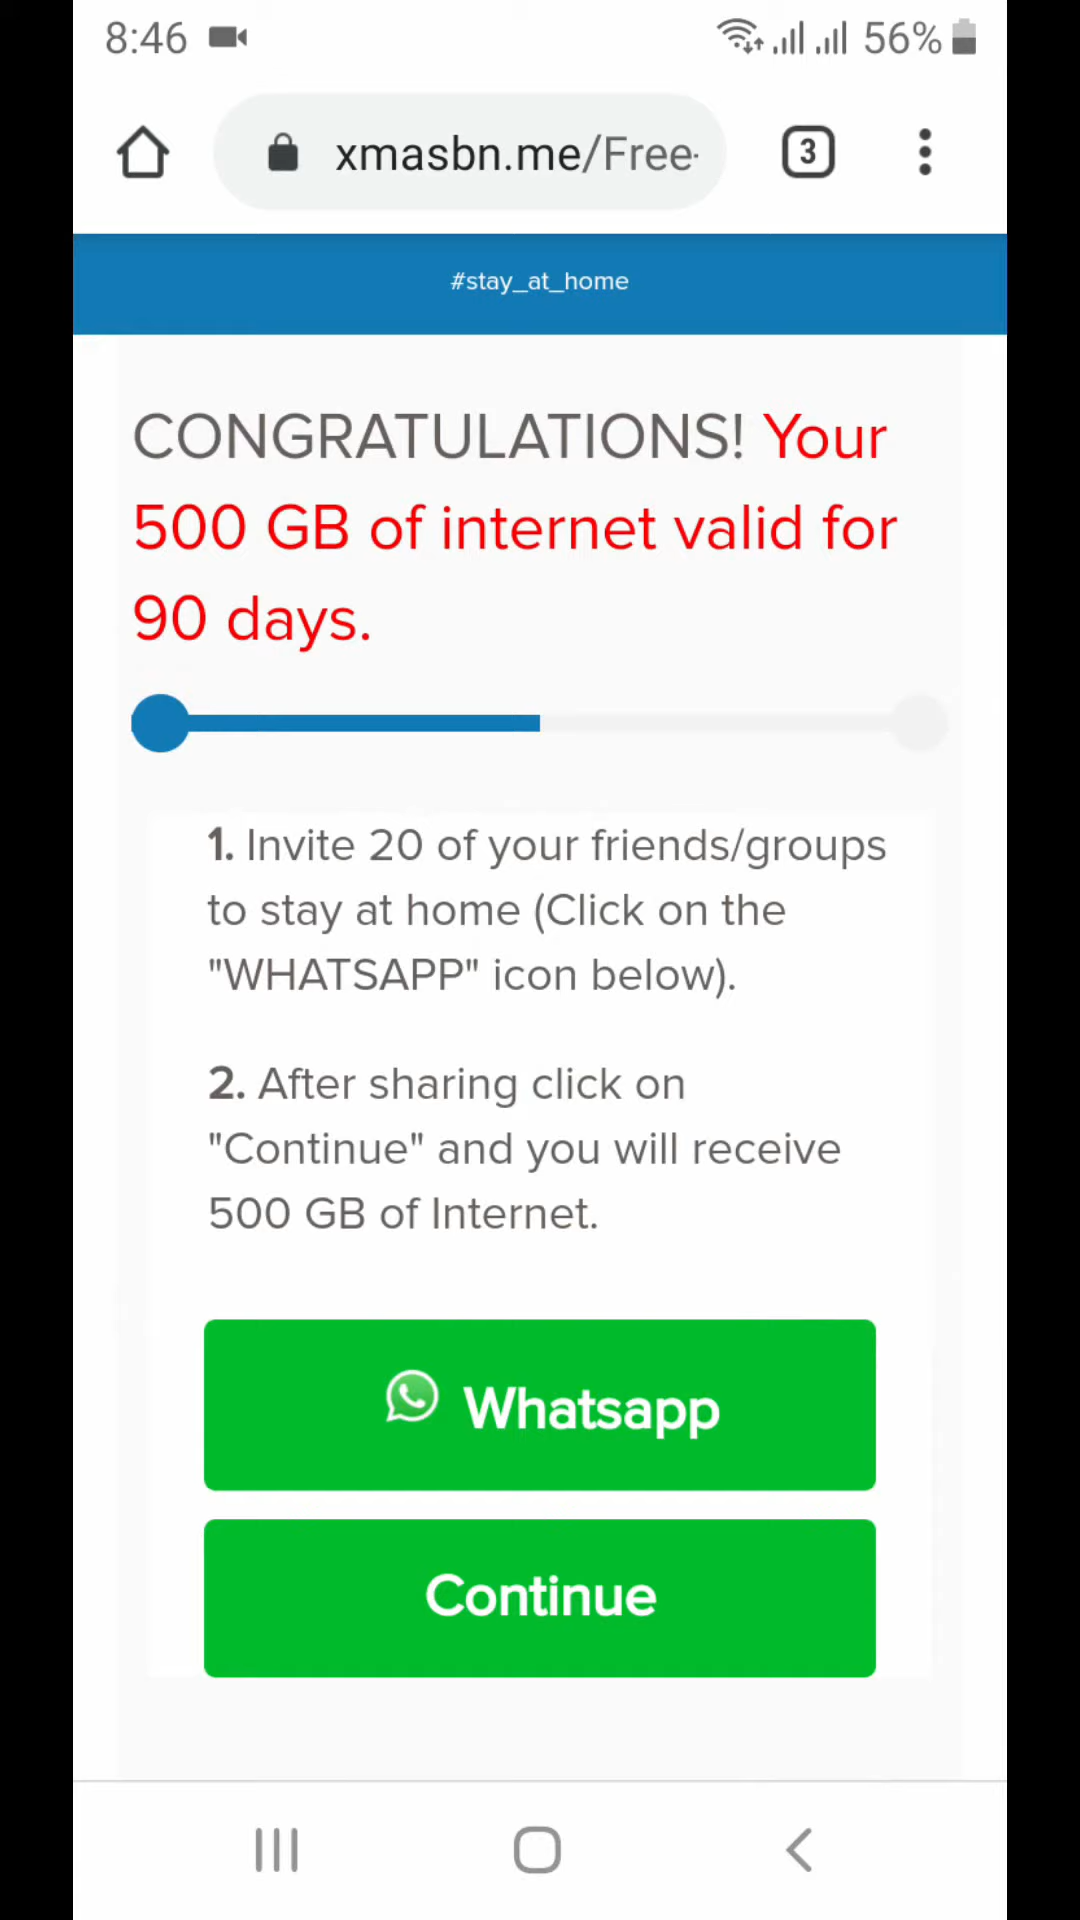 8:46 56%
xmasbn.me/Free- 3
#stay_at_home
CONGRATULATIONS! Your
500 GB of internet valid for
90 days.
1. Invite 20 of your friends/groups
to stay at home (Click on the
"WHATSAPP" icon below).
2. After sharing click on
"Continue" and you will receive
500 GB of Internet.
Whatsapp
Continue